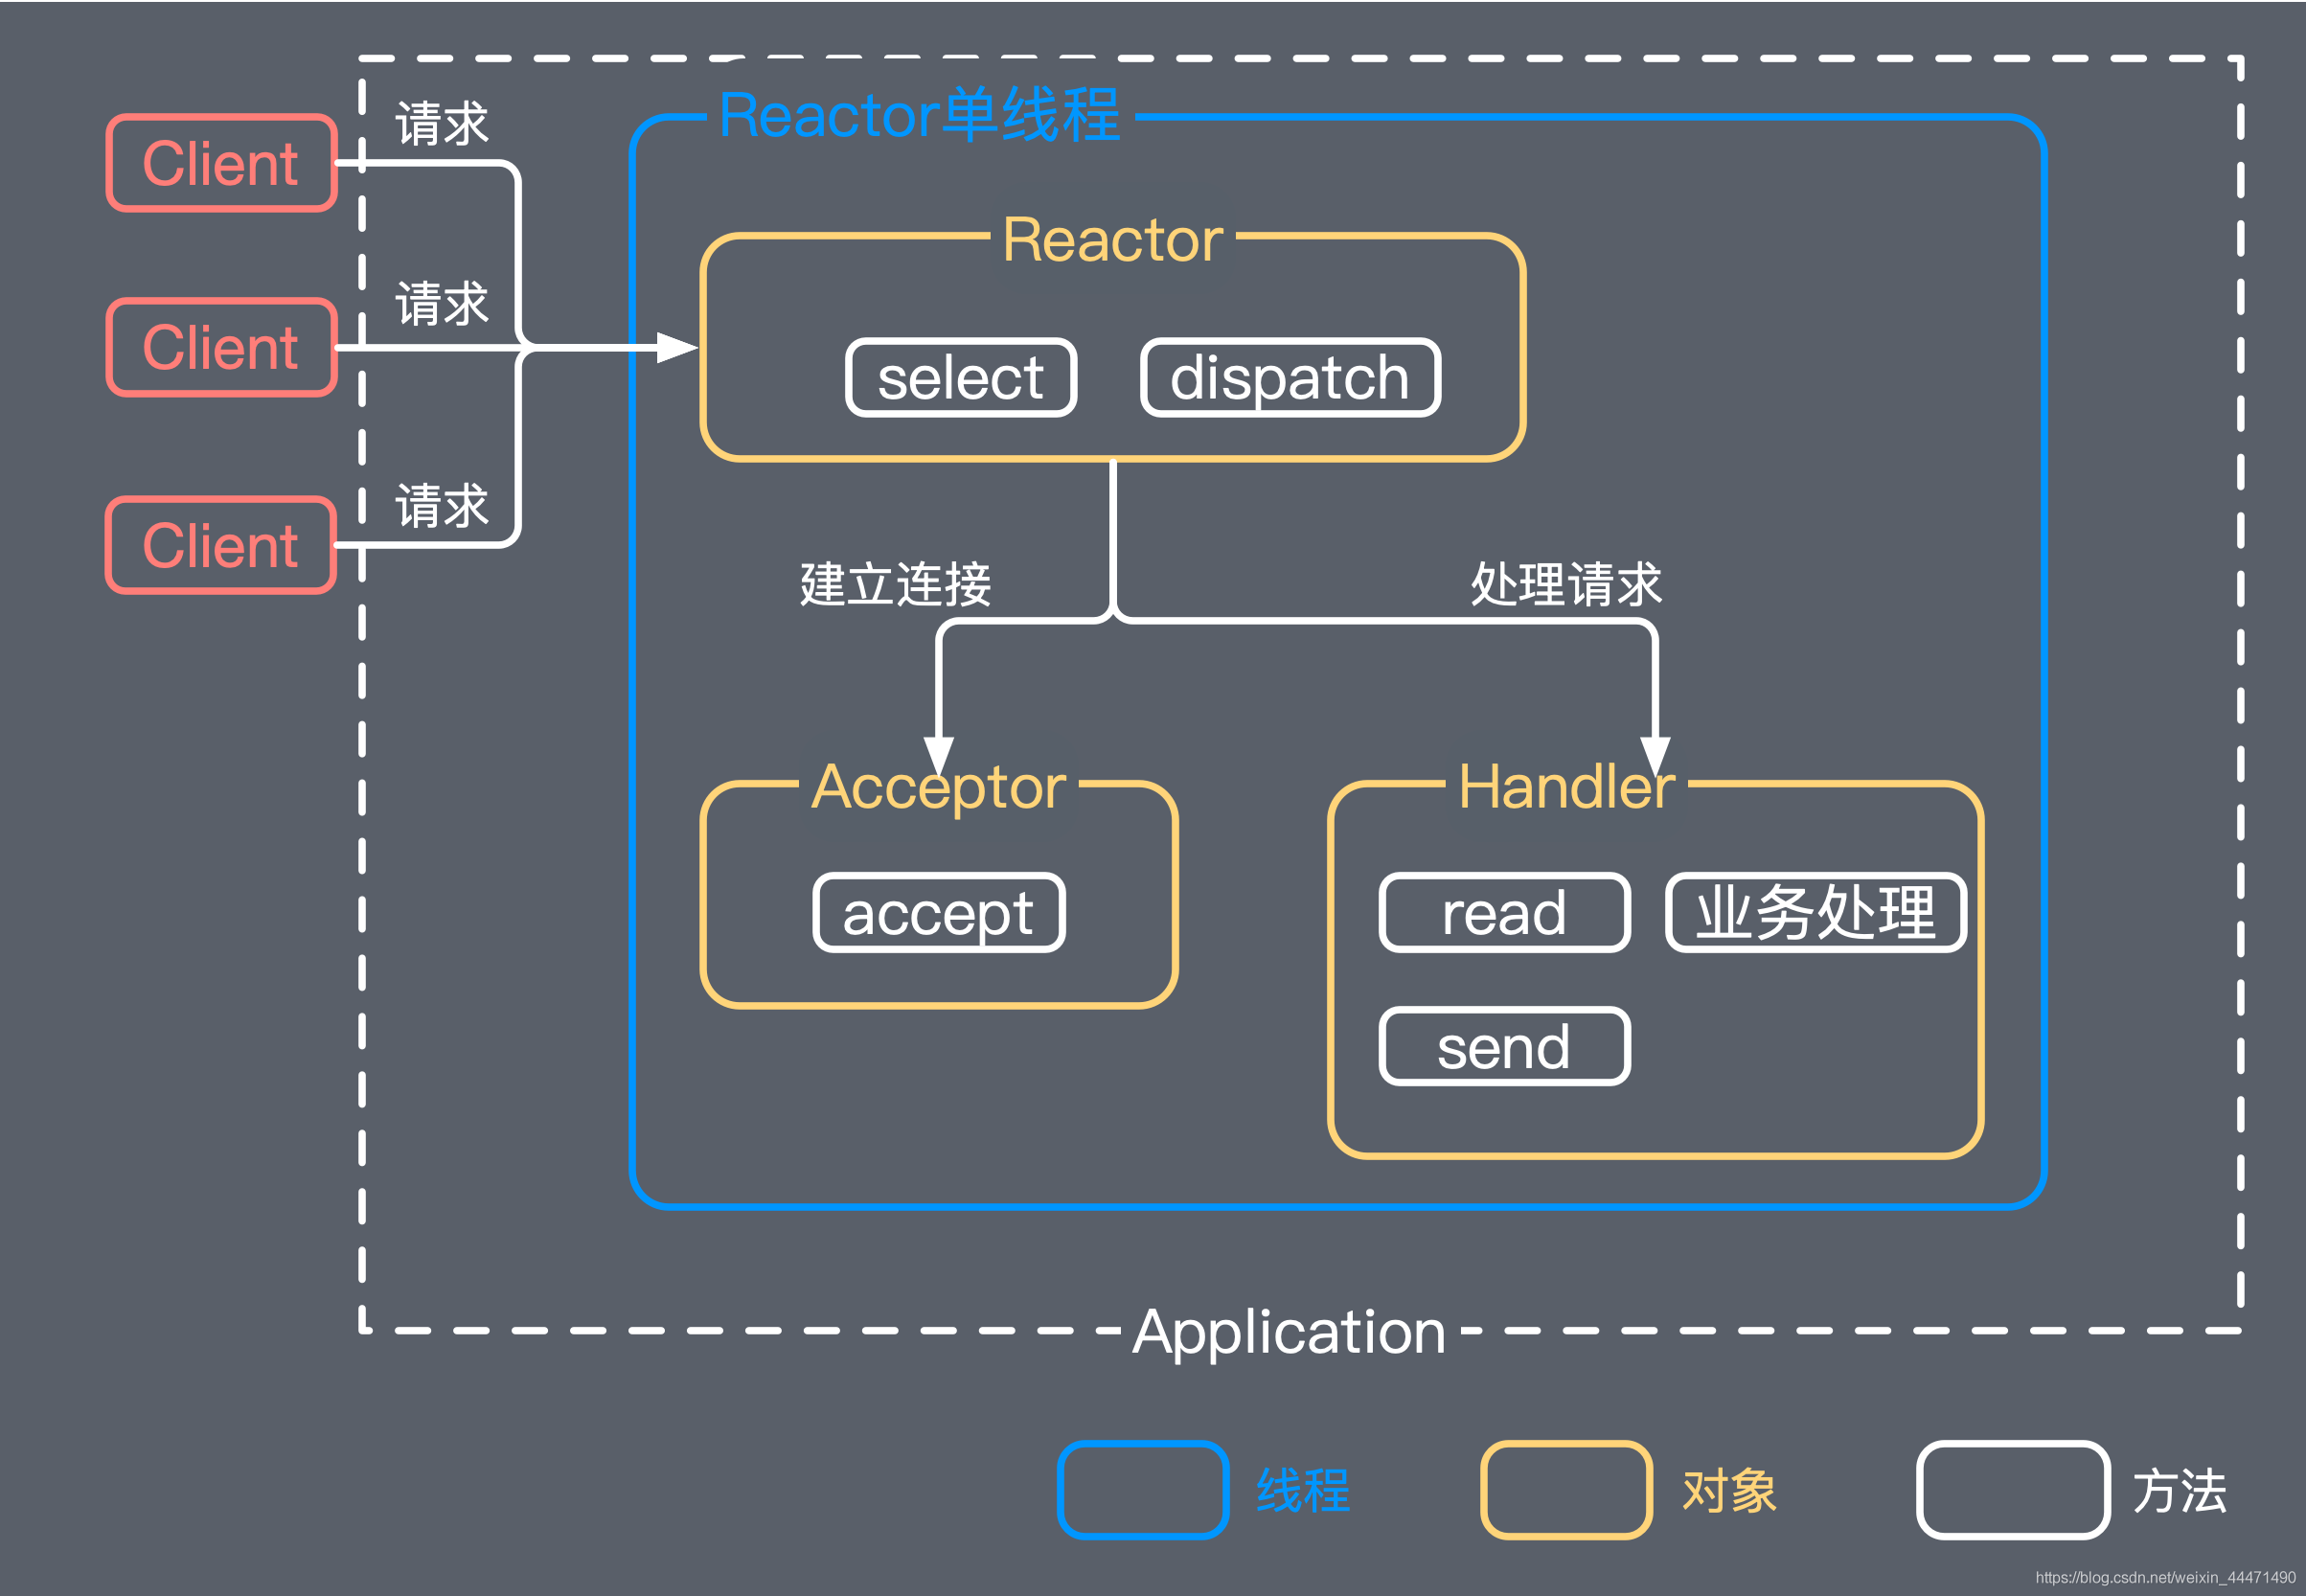 Reactor单线程
请求
Client
Reactor
请求
Client
select
dispatch
请求
Client
建立连接
处理请求
Acceptor
Handler
accept
read
业务处理
send
Application
线程
对象
方法
https://blog.csdn.net/weixin_44471490